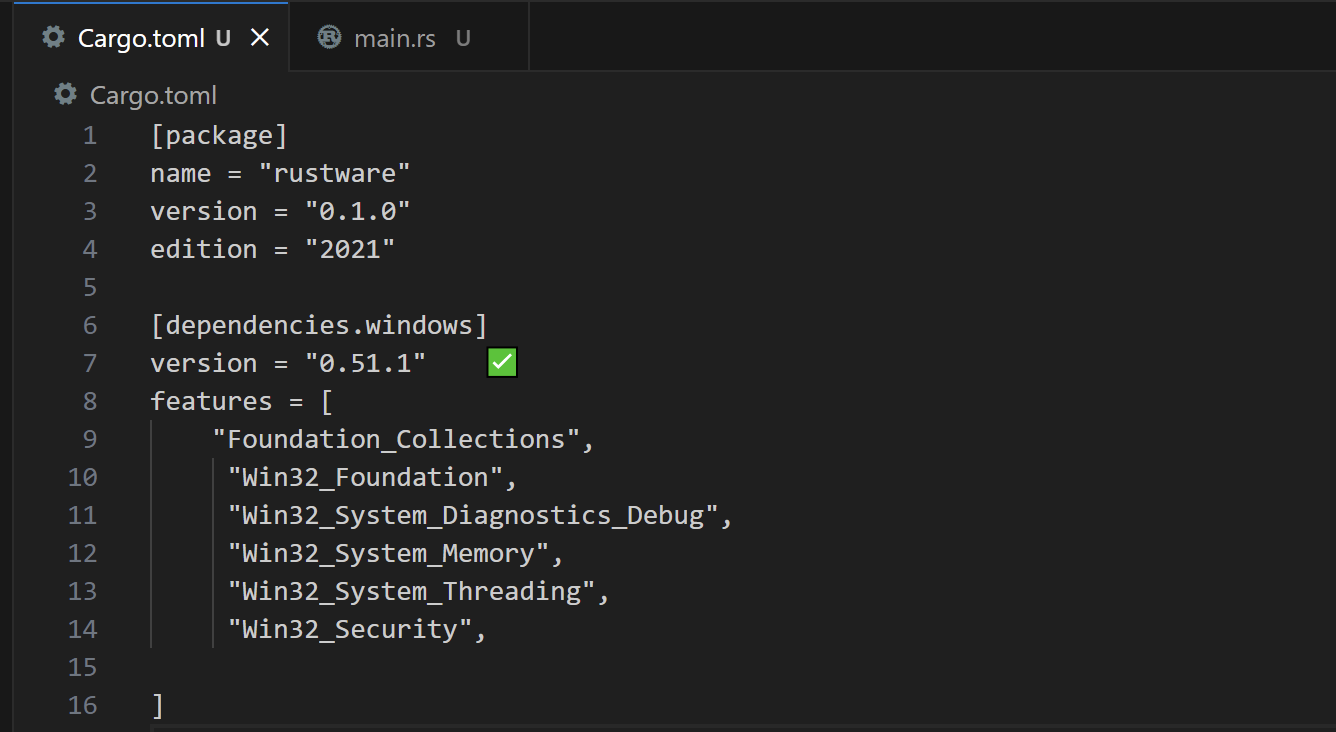 Cargo.toml U main.rs U
Cargo.toml
1 [package]
2 name = "rustware"
3 version = "0.1.0"
4 edition = "2021"
5
6 [dependencies.windows]
7 version = "0.51.1" ✅
8 features = [
9 "Foundation_Collections",
10 "Win32_Foundation",
11 "Win32_System_Diagnostics_Debug",
12 "Win32_System_Memory",
13 "Win32_System_Threading",
14 "Win32_Security",
15
16 ]